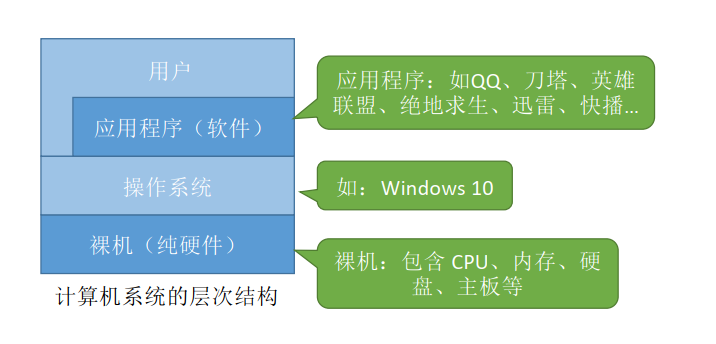 用户
应用程序：如QQ、刀塔、英雄
联盟、绝地求生、迅雷、快播...
应用程序（软件）
操作系统
如：Windows 10
裸机（纯硬件）
裸机：包含 CPU、内存、硬
盘、主板等
计算机系统的层次结构